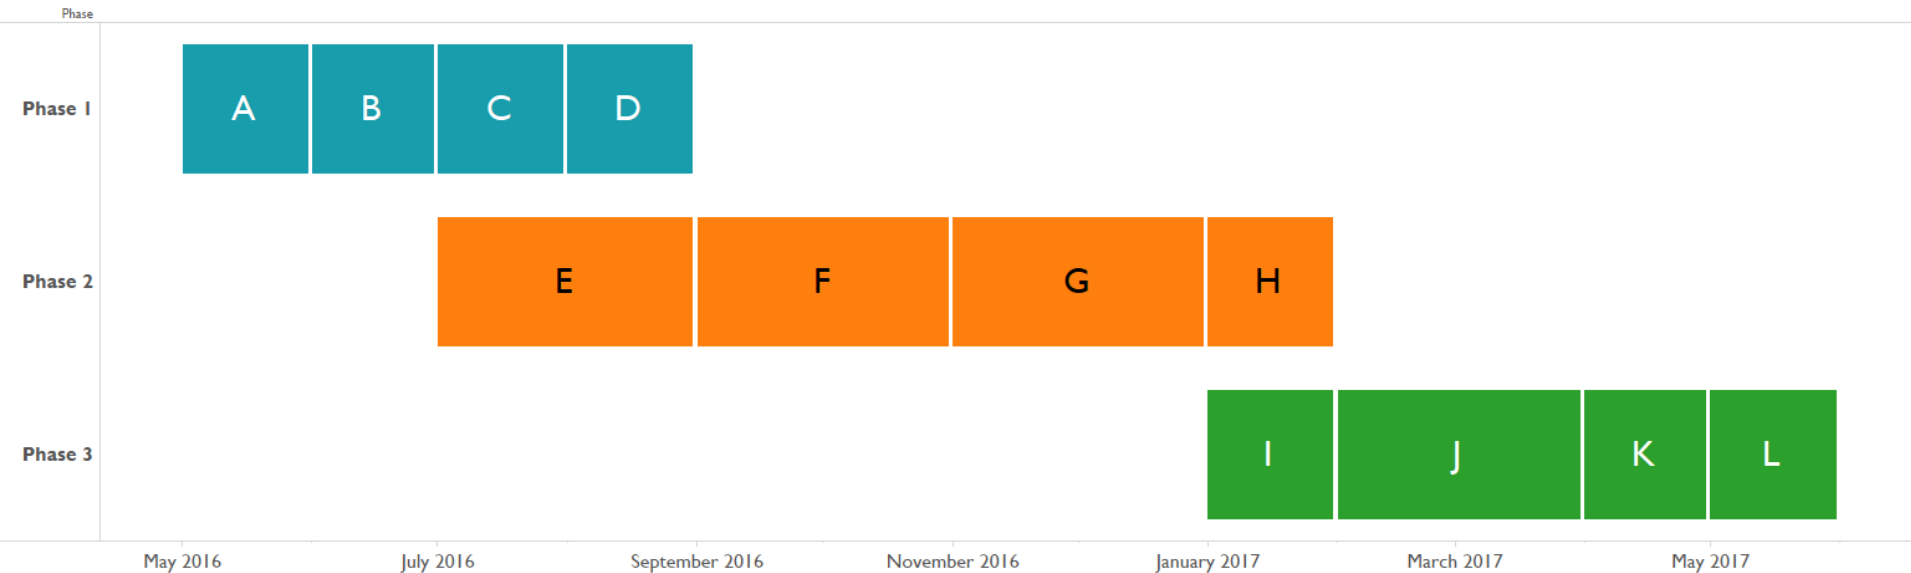 Phase
Phase 1
A B C D
Phase 2
E F G H
Phase 3
I J K L
May 2016 July 2016 September 2016 November 2016 January 2017 March 2017 May 2017